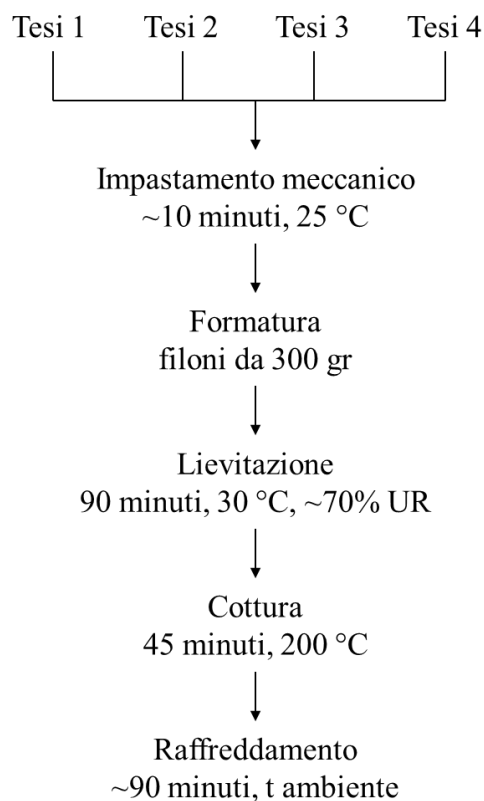 Tesi 1 Tesi 2 Tesi 3 Tesi 4
Impastamento meccanico
~10 minuti, 25 °C
Formatura
filoni da 300 gr
Lievitazione
90 minuti, 30 °C, ~70% UR
Cottura
45 minuti, 200 °C
Raffreddamento
~90 minuti, t ambiente